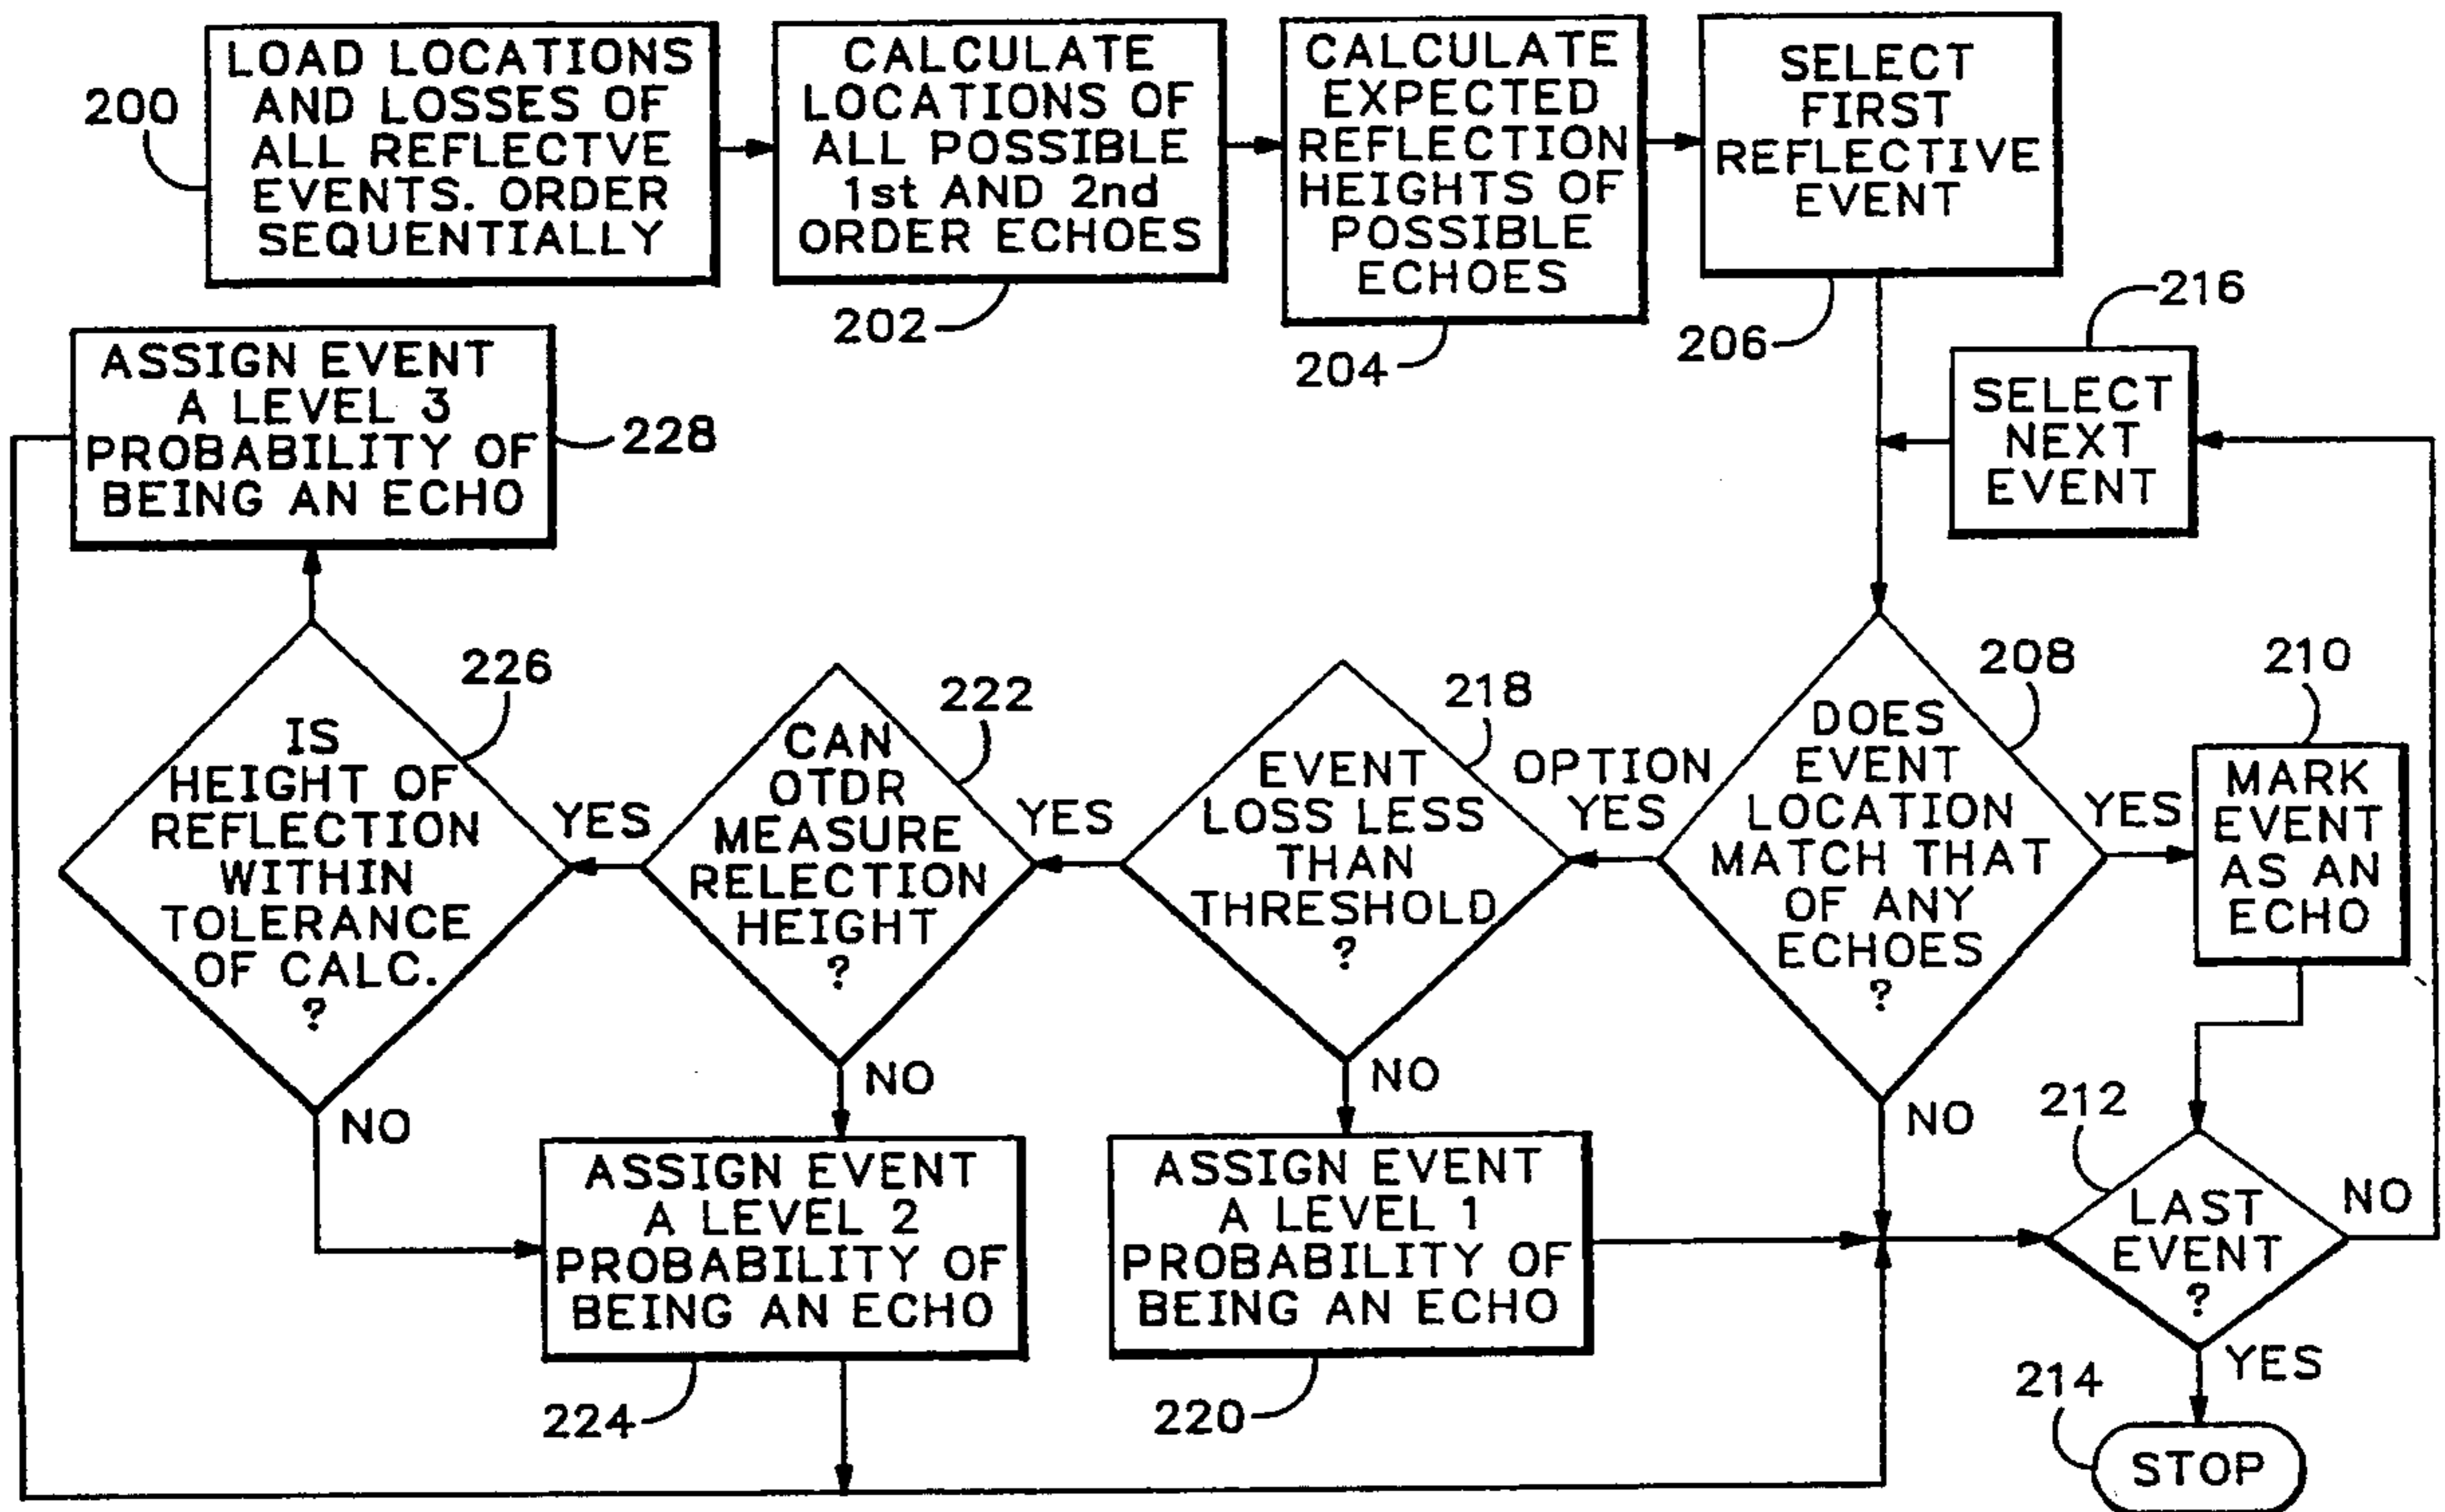 LOAD LOCATIONS
AND LOSSES OF
ALL REFLECTVE
EVENTS. ORDER
SEQUENTIALLY
200
CALCULATE
LOCATIONS OF
ALL POSSIBLE
1st AND 2nd
ORDER ECHOES
202
CALCULATE
EXPECTED
REFLECTION
HEIGHTS OF
POSSIBLE
ECHOES
204
SELECT
FIRST
REFLECTIVE
EVENT
206
216
SELECT
NEXT
EVENT
ASSIGN EVENT
A LEVEL 3
PROBABILITY OF
BEING AN ECHO
228
226
IS
HEIGHT OF
REFLECTION
WITHIN
TOLERANCE
OF CALC.
?
YES
NO
222
CAN
OTDR
MEASURE
RELECTION
HEIGHT
?
YES
NO
218
EVENT
LOSS LESS
THAN
THRESHOLD
?
OPTION
YES
NO
208
DOES
EVENT
LOCATION
MATCH THAT
OF ANY
ECHOES
?
YES
NO
210
MARK
EVENT
AS AN
ECHO
ASSIGN EVENT
A LEVEL 2
PROBABILITY OF
BEING AN ECHO
224
ASSIGN EVENT
A LEVEL 1
PROBABILITY OF
BEING AN ECHO
220
212
LAST
EVENT
?
NO
YES
214
STOP